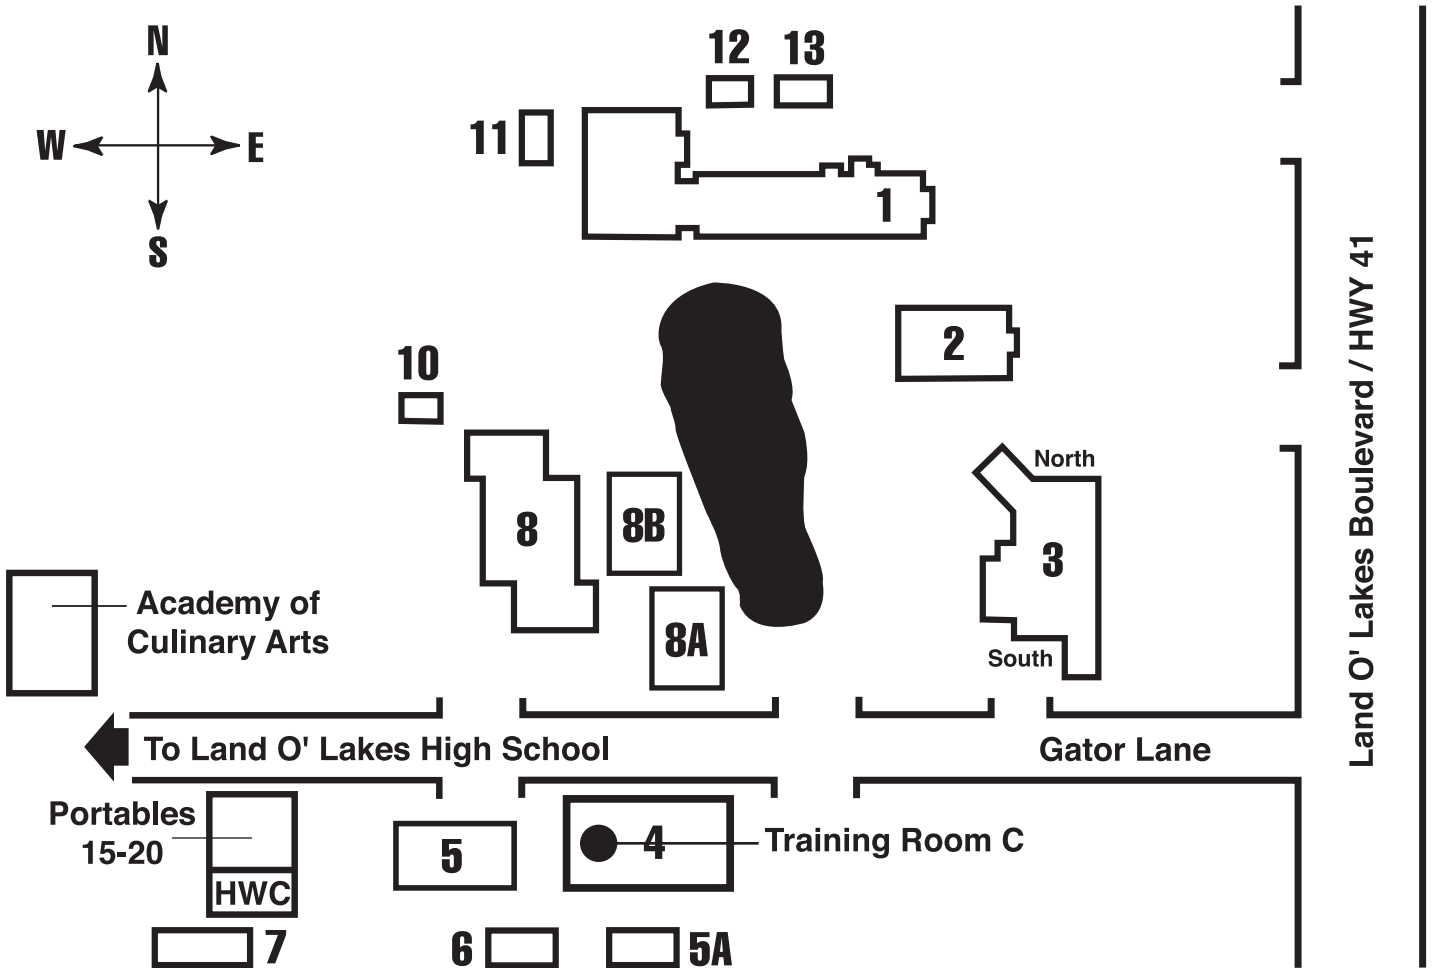 N
12
13
11
W
E
1
S
2
10
North
8
8B
3
Academy of
Culinary Arts
8A
South
Land O' Lakes Boulevard / HWY 41
To Land O' Lakes High School
Gator Lane
Portables
15-20
5
4
Training Room C
HWC
7
6
5A